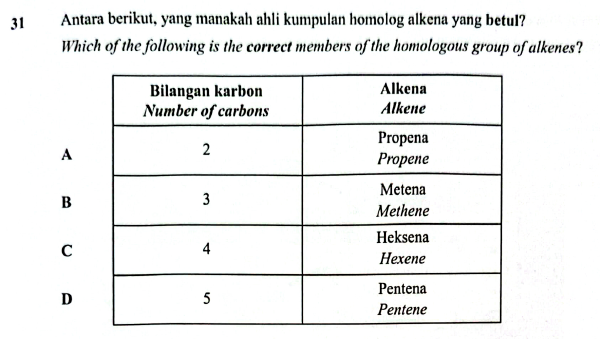 31 Antara berikut, yang manakah ahli kumpulan homolog alkena yang betul?
Which of the following is the correct members of the homologous group of alkenes?
Bilangan karbon Alkena
Number of carbons Alkene
A 2 Propena
Propene
B 3 Metena
Methene
C 4 Heksena
Hexene
D 5 Pentena
Pentene